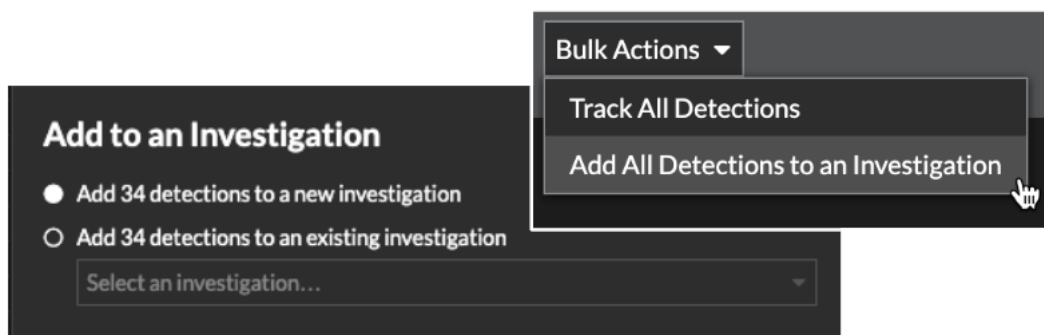 Bulk Actions
Track All Detections
Add All Detections to an Investigation
Add to an Investigation
Add 34 detections to a new investigation
Add 34 detections to an existing investigation
Select an investigation...